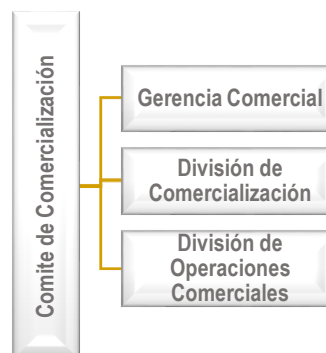 Comite de Comercialización
Gerencia Comercial
División de
Comercialización
División de
Operaciones
Comerciales